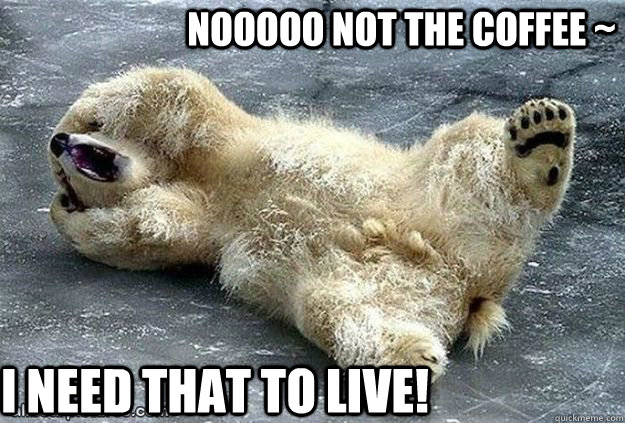 NOOOOO NOT THE COFFEE ~
I NEED THAT TO LIVE!
quickmeme.com